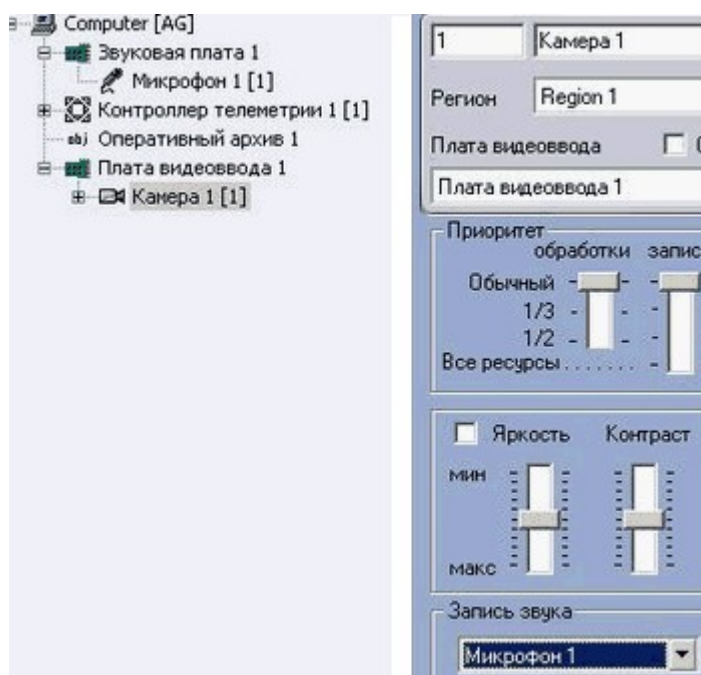 Computer [AG]
Звуковая плата 1
Микрофон 1 [1]
Контроллер телеметрии 1 [1]
obj Оперативный архив 1
Плата видеоввода 1
Камера 1 [1]
1 Камера 1
Регион Region 1
Плата видеоввода
Плата видеоввода 1
Приоритет
обработки запис
Обычный
1/3
1/2
Все ресурсы.......
Яркость Контраст
мин
макс
Запись звука
Микрофон 1